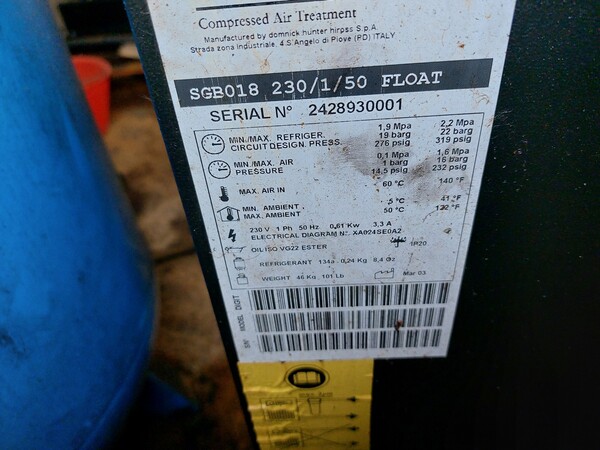 Compressed Air Treatment
Manufactured by domnick hunter hiross S.p.A
Strada zona Industriale, 4 S.Angelo di Piove (PD) ITALY
SGB018 230/1/50 FLOAT
SERIAL N° 2428930001
MIN./MAX. REFRIGER. 1,9 Mpa 2,2 Mpa
CIRCUIT DESIGN. PRESS. 19 barg 22 barg
276 psig 319 psig
MIN./MAX. AIR 0,1 Mpa 1,6 Mpa
PRESSURE 1 barg 16 barg
14,5 psig 232 psig
MAX. AIR IN 60 °C 140 °F
MIN. AMBIENT 5 °C 41 °F
MAX. AMBIENT 50 °C 122 °F
230 V 1 Ph 50 Hz 0,61 Kw 3,3 A
ELECTRICAL DIAGRAM N°. XA024SE0A2
IP20
OIL ISO VG22 ESTER
REFRIGERANT 134a - 0,24 Kg 8,4 Oz
WEIGHT 46 Kg 101 Lb Mar 03
DIGIT
MODEL
S/N°